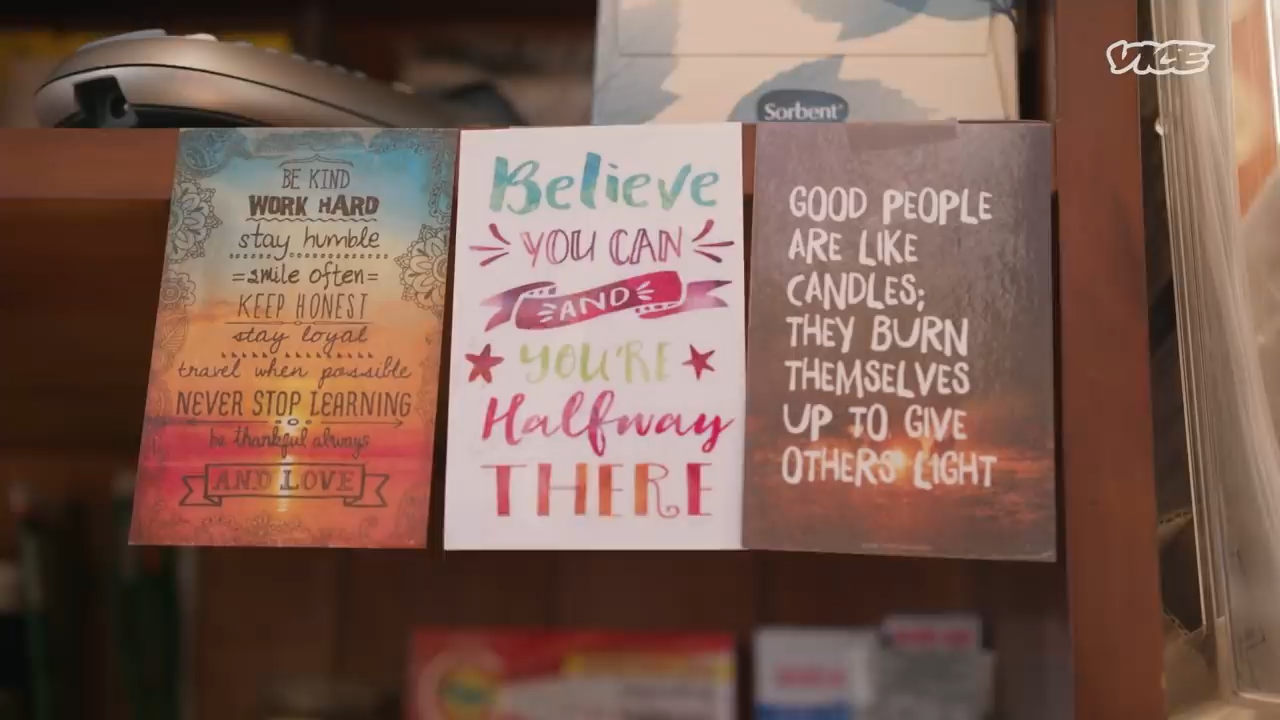 VICE
Sorbent
BE KIND
WORK HARD
stay humble
smile often
KEEP HONEST
stay loyal
travel when possible
NEVER STOP LEARNING
be thankful always
AND LOVE
Believe
YOU CAN
AND
YOU'RE
Halfway
THERE
GOOD PEOPLE
ARE LIKE
CANDLES;
THEY BURN
THEMSELVES
UP TO GIVE
OTHERS LIGHT